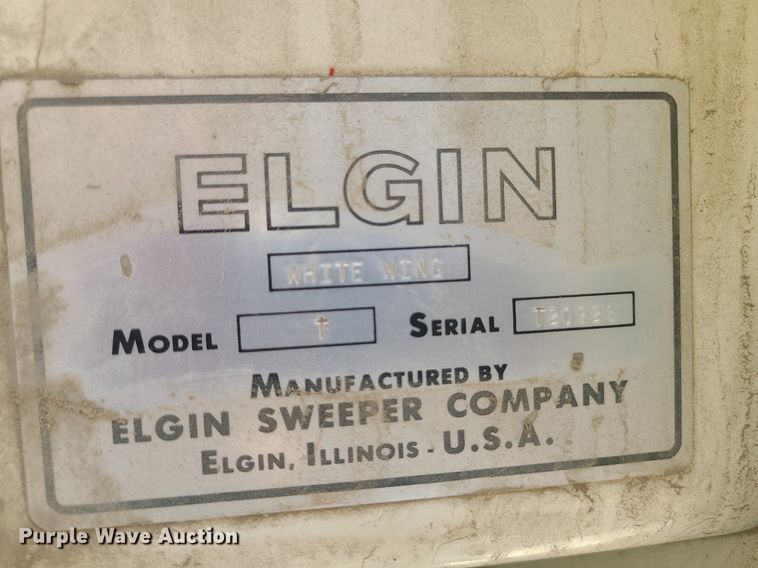 ELGIN
WHITE WING
MODEL T SERIAL
MANUFACTURED BY
ELGIN SWEEPER COMPANY
ELGIN, ILLINOIS - U.S.A.
Purple Wave Auction®